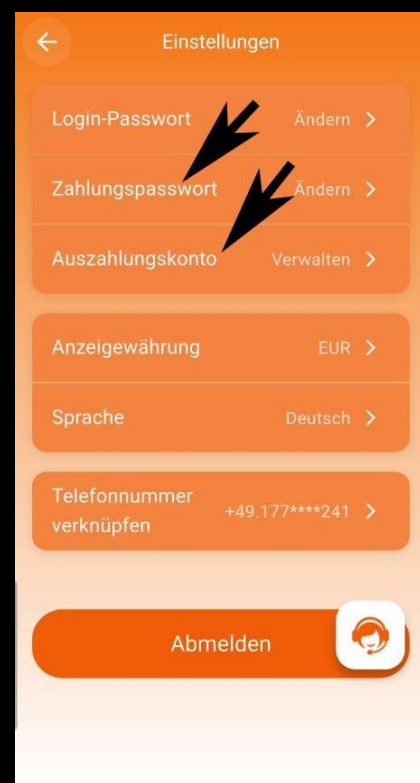 Einstellungen
Login-Passwort Ändern
Zahlungspasswort Ändern
Auszahlungskonto Verwalten
Anzeigewährung EUR
Sprache Deutsch
Telefonnummer
verknüpfen +49.177****241
Abmelden